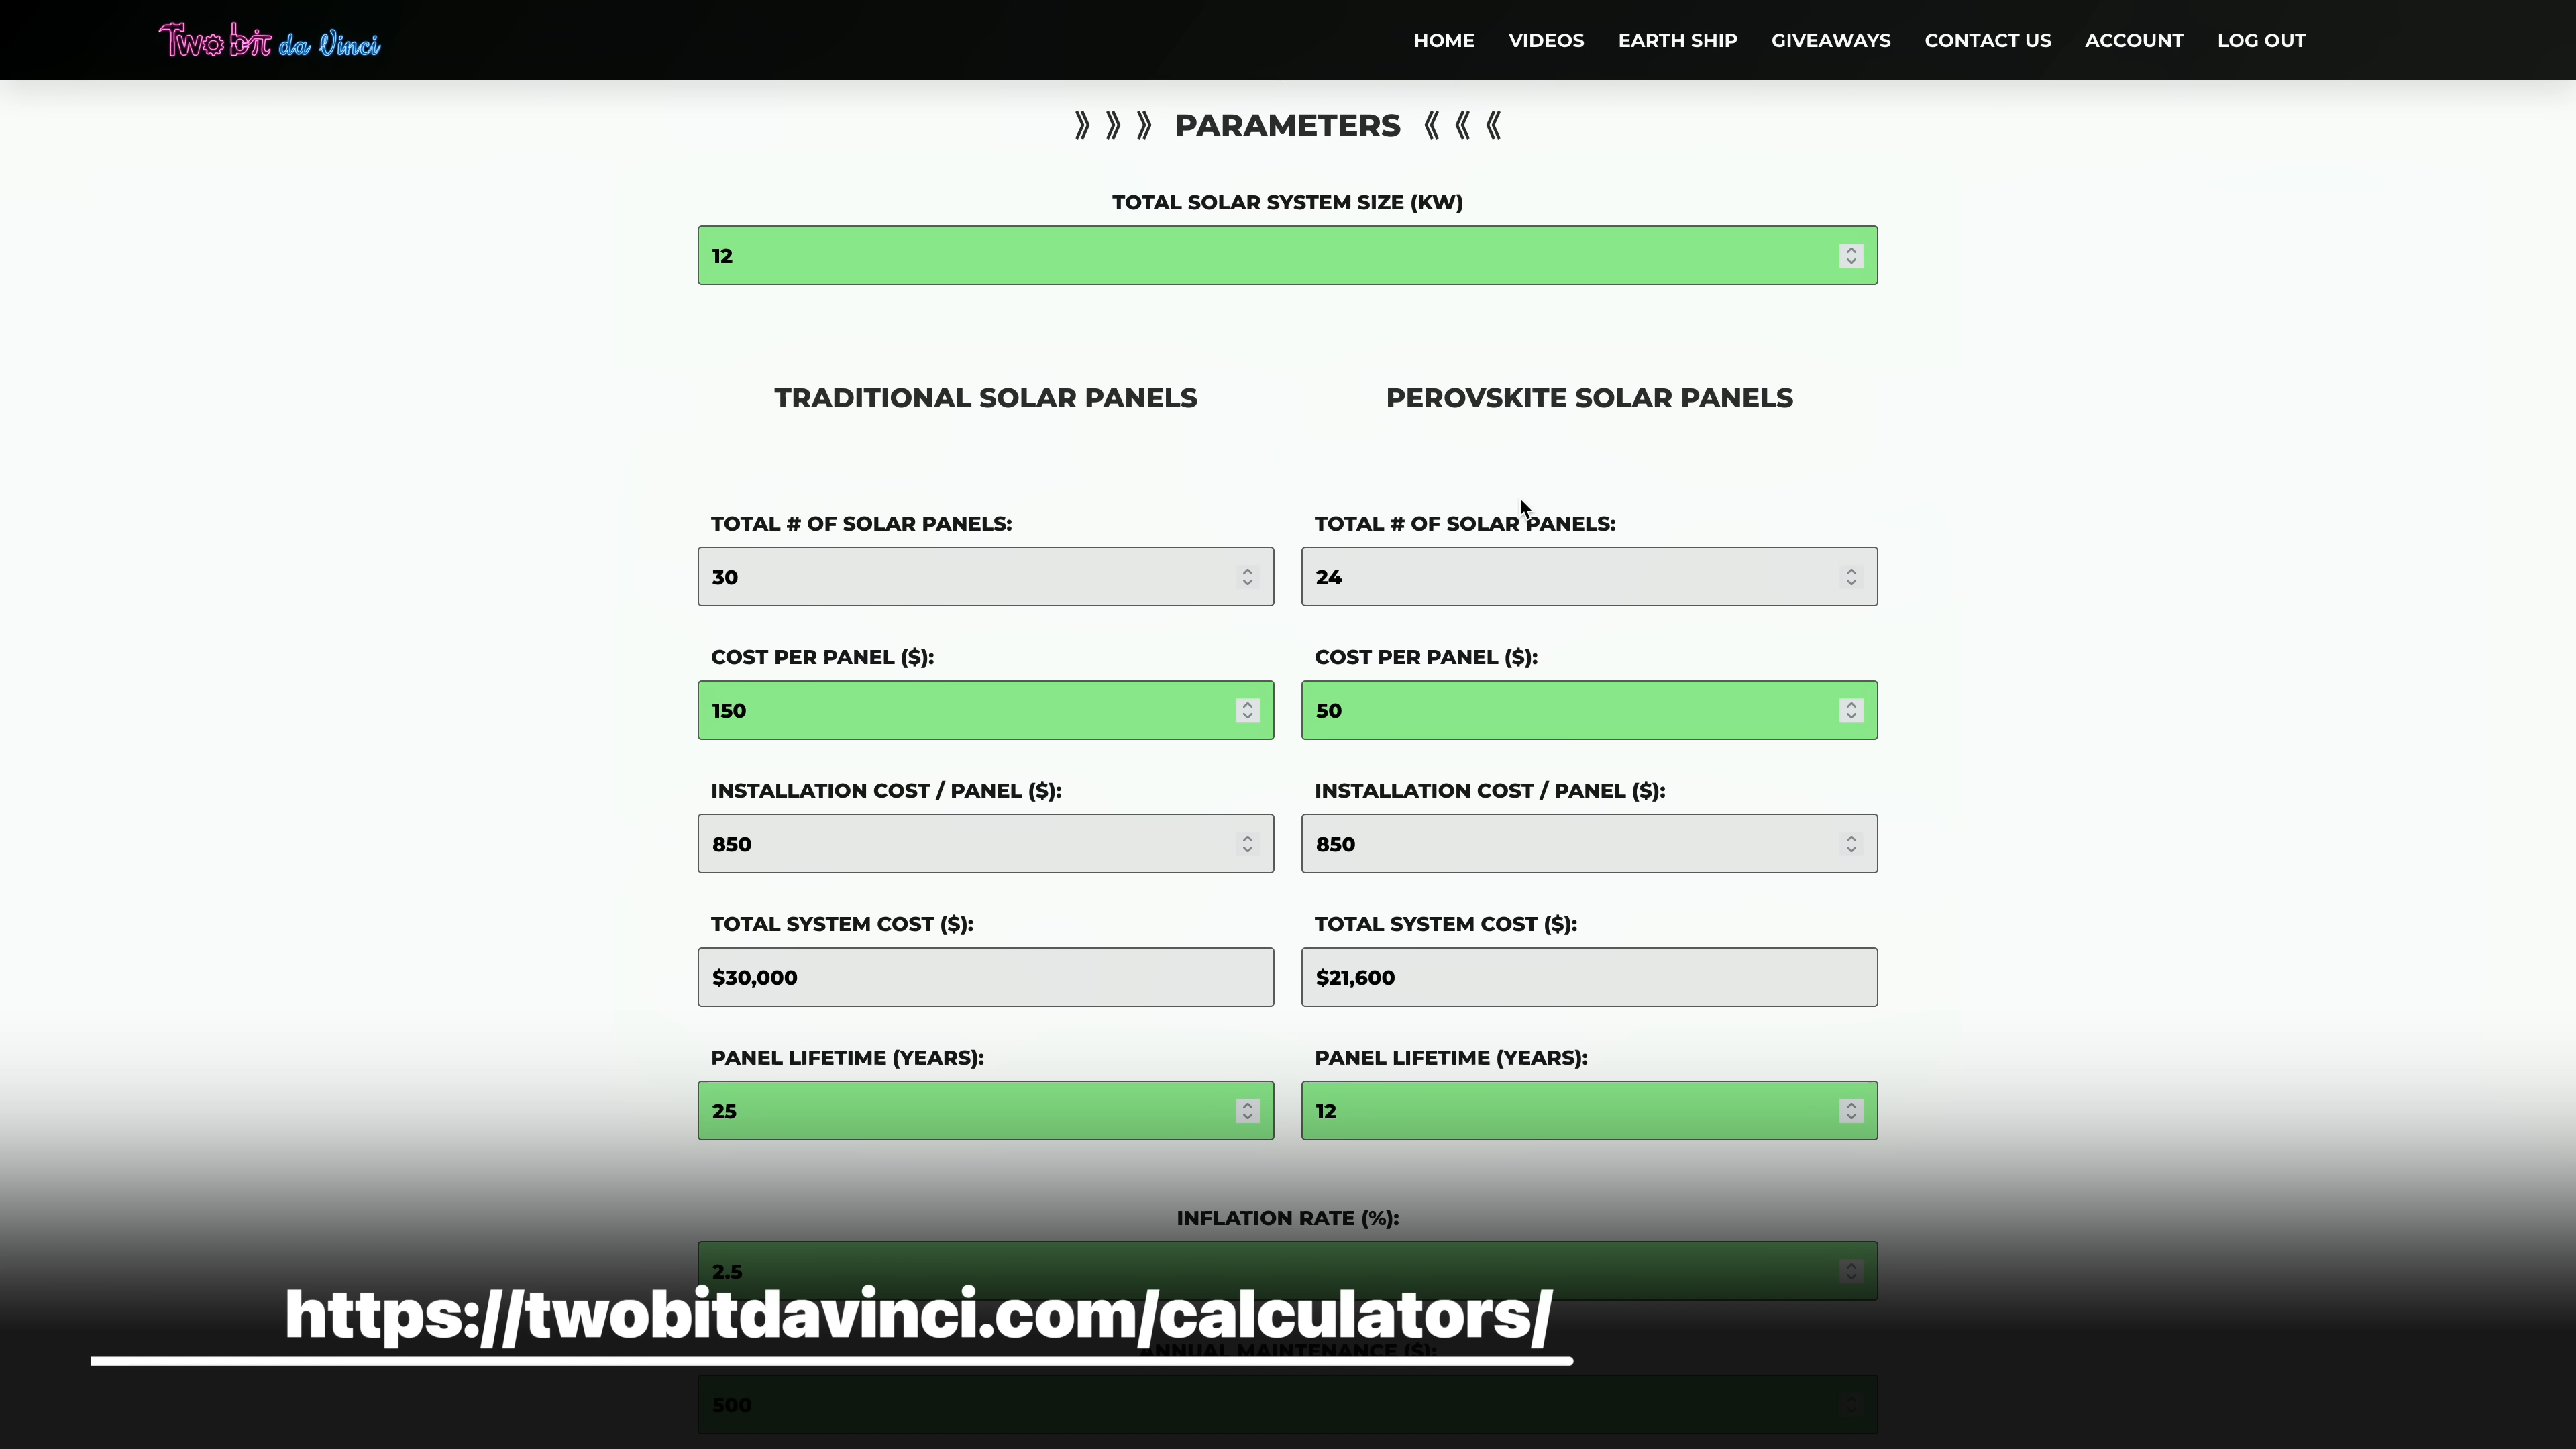 Two bit da Vinci
HOME VIDEOS EARTH SHIP GIVEAWAYS CONTACT US ACCOUNT LOG OUT
》》》 PARAMETERS 《《《
TOTAL SOLAR SYSTEM SIZE (KW)
12
TRADITIONAL SOLAR PANELS
PEROVSKITE SOLAR PANELS
TOTAL # OF SOLAR PANELS:
TOTAL # OF SOLAR PANELS:
30
24
COST PER PANEL ($):
COST PER PANEL ($):
150
50
INSTALLATION COST / PANEL ($):
INSTALLATION COST / PANEL ($):
850
850
TOTAL SYSTEM COST ($):
TOTAL SYSTEM COST ($):
$30,000
$21,600
PANEL LIFETIME (YEARS):
PANEL LIFETIME (YEARS):
25
12
INFLATION RATE (%):
2.5
https://twobitdavinci.com/calculators/
ANNUAL MAINTENANCE ($):
500